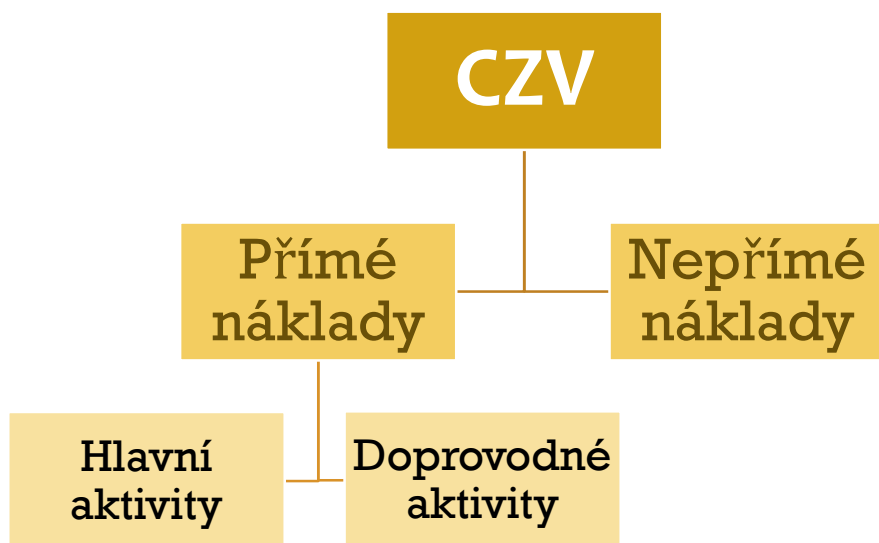 CZV
Přímé
náklady
Nepřímé
náklady
Hlavní
aktivity
Doprovodné
aktivity